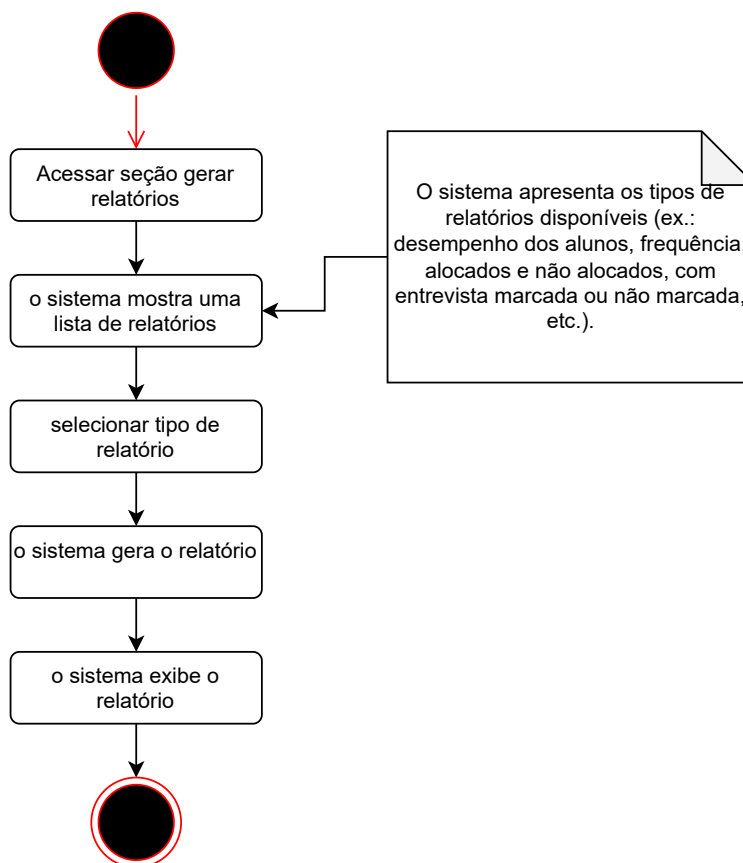 Acessar seção gerar
relatórios
o sistema mostra uma
lista de relatórios
O sistema apresenta os tipos de
relatórios disponíveis (ex.:
desempenho dos alunos, frequência,
alocados e não alocados, com
entrevista marcada ou não marcada,
etc.).
selecionar tipo de
relatório
o sistema gera o relatório
o sistema exibe o
relatório